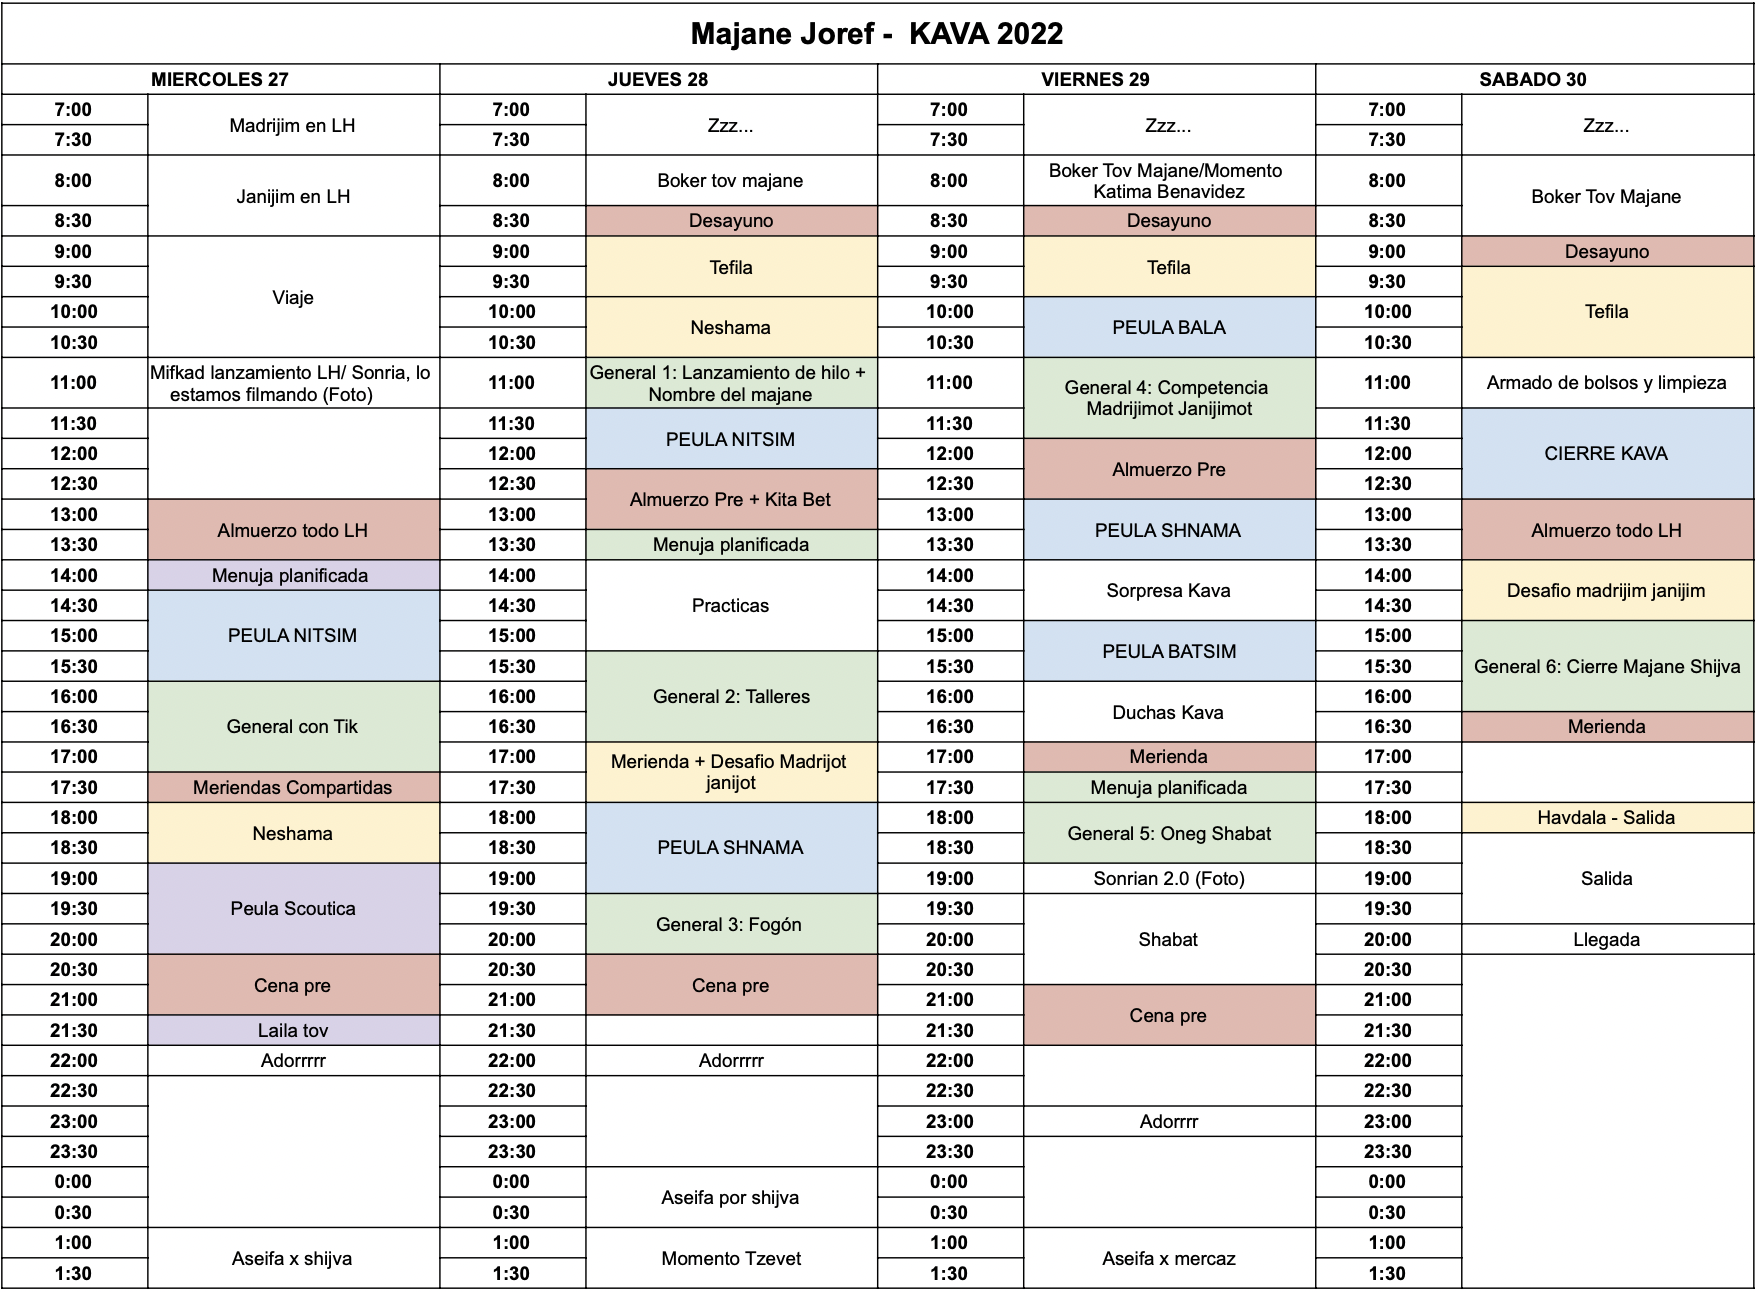 Majane Joref - KAVA 2022
MIERCOLES 27 JUEVES 28 VIERNES 29 SABADO 30
7:00 Madrijim en LH 7:00 Zzz... 7:00 Zzz... 7:00 Zzz...
7:30 7:30 7:30 7:30
8:00 Janijim en LH 8:00 Boker tov majane 8:00 Boker Tov Majane/Momento
Katima Benavidez 8:00 Boker Tov Majane
8:30 8:30 Desayuno 8:30 Desayuno 8:30
9:00 Viaje 9:00 Tefila 9:00 Tefila 9:00 Desayuno
9:30 9:30 9:30 9:30 Tefila
10:00 10:00 Neshama 10:00 PEULA BALA 10:00
10:30 10:30 10:30 10:30
11:00 Mifkad lanzamiento LH/ Sonria, lo
estamos filmando (Foto) 11:00 General 1: Lanzamiento de hilo +
Nombre del majane 11:00 General 4: Competencia
Madrijimot Janijimot 11:00 Armado de bolsos y limpieza
11:30 11:30 PEULA NITSIM 11:30 11:30 CIERRE KAVA
12:00 12:00 12:00 Almuerzo Pre 12:00
12:30 12:30 Almuerzo Pre + Kita Bet 12:30 12:30
13:00 Almuerzo todo LH 13:00 13:00 PEULA SHNAMA 13:00 Almuerzo todo LH
13:30 13:30 Menuja planificada 13:30 13:30
14:00 Menuja planificada 14:00 Practicas 14:00 Sorpresa Kava 14:00 Desafio madrijim janijim
14:30 PEULA NITSIM 14:30 14:30 14:30
15:00 15:00 15:00 PEULA BATSIM 15:00 General 6: Cierre Majane Shijva
15:30 15:30 General 2: Talleres 15:30 15:30
16:00 General con Tik 16:00 16:00 Duchas Kava 16:00
16:30 16:30 16:30 16:30 Merienda
17:00 17:00 Merienda + Desafio Madrijot
janijot 17:00 Merienda 17:00
17:30 Meriendas Compartidas 17:30 17:30 Menuja planificada 17:30
18:00 Neshama 18:00 PEULA SHNAMA 18:00 General 5: Oneg Shabat 18:00 Havdala - Salida
18:30 18:30 18:30 18:30 Salida
19:00 Peula Scoutica 19:00 19:00 Sonrian 2.0 (Foto) 19:00
19:30 19:30 General 3: Fogón 19:30 Shabat 19:30
20:00 20:00 20:00 20:00 Llegada
20:30 Cena pre 20:30 Cena pre 20:30 20:30
21:00 21:00 21:00 Cena pre 21:00
21:30 Laila tov 21:30 21:30 21:30
22:00 Adorrrrr 22:00 Adorrrrr 22:00 22:00
22:30 22:30 22:30 22:30
23:00 23:00 23:00 Adorrrr 23:00
23:30 23:30 23:30 23:30
0:00 0:00 Aseifa por shijva 0:00 0:00
0:30 0:30 0:30 0:30
1:00 Aseifa x shijva 1:00 Momento Tzevet 1:00 Aseifa x mercaz 1:00
1:30 1:30 1:30 1:30